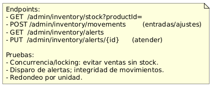 Endpoints:
- GET  /admin/inventory/stock?productId=
- POST /admin/inventory/movements      (entradas/ajustes)
- GET  /admin/inventory/alerts
- PUT  /admin/inventory/alerts/{id}      (atender)

Pruebas:
- Concurrencia/locking: evitar ventas sin stock.
- Disparo de alertas; integridad de movimientos.
- Redondeo por unidad.